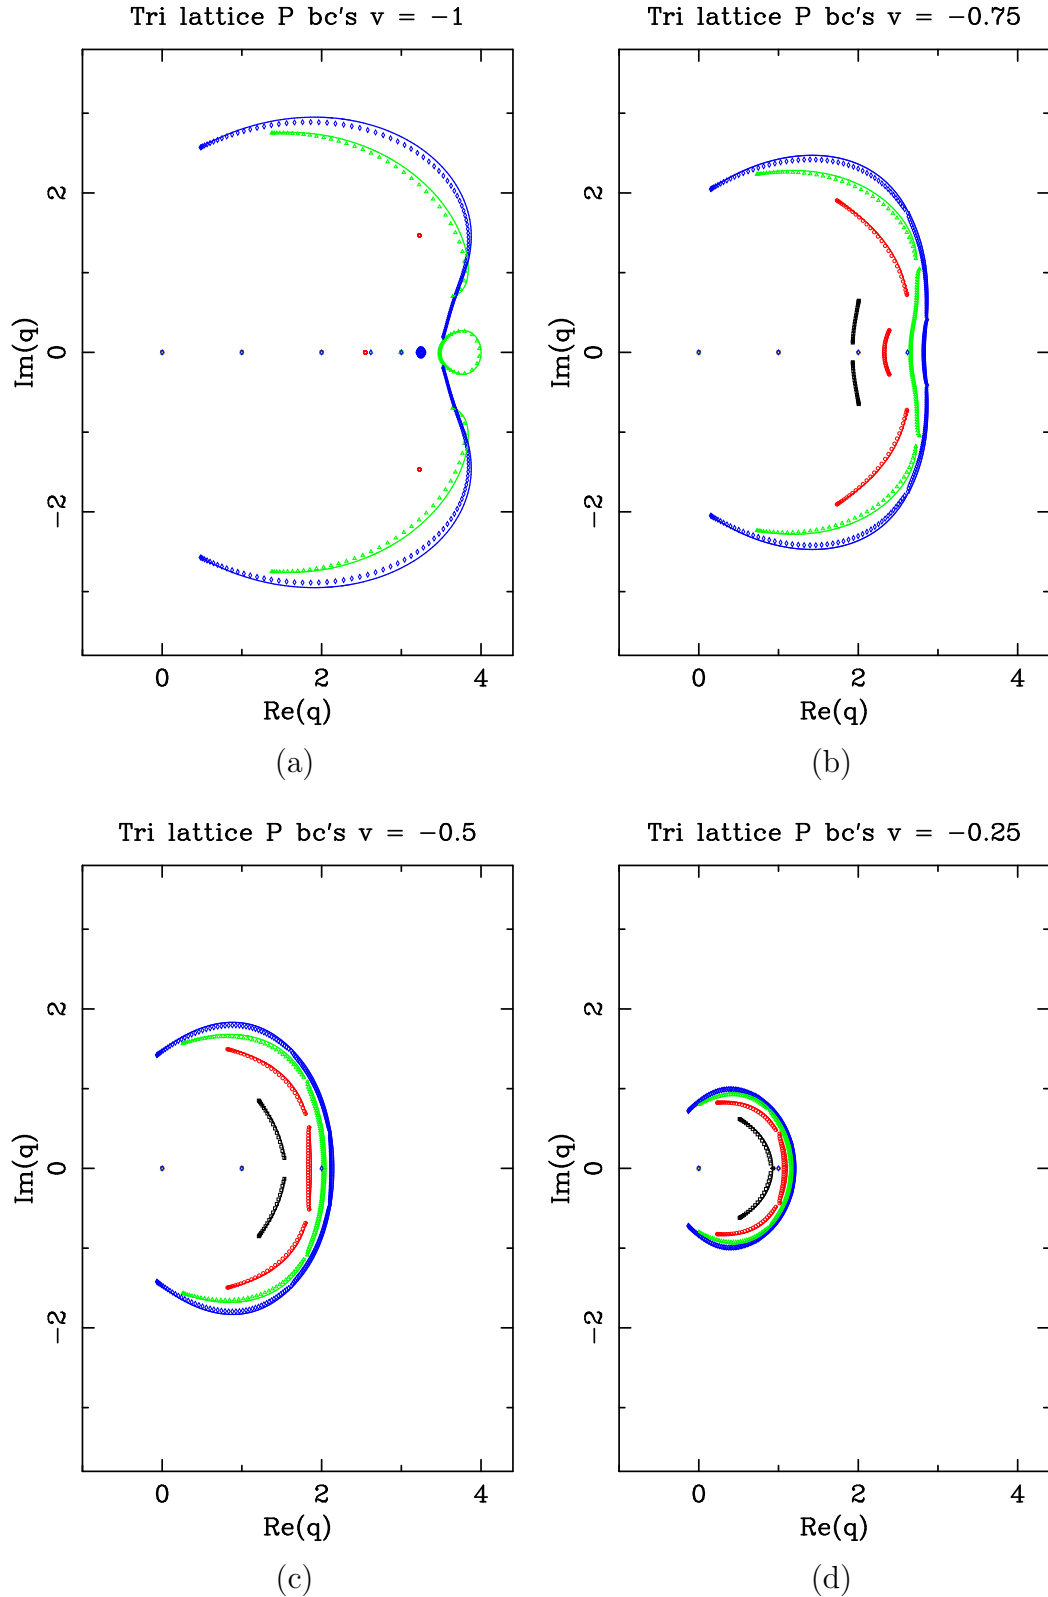 Tri lattice P bc's v = −1
Tri lattice P bc's v = −0.75
2
0
−2
Im(q)
0 2 4
Re(q)
(a)
2
0
−2
Im(q)
0 2 4
Re(q)
(b)
Tri lattice P bc's v = −0.5
Tri lattice P bc's v = −0.25
2
0
−2
Im(q)
0 2 4
Re(q)
(c)
2
0
−2
Im(q)
0 2 4
Re(q)
(d)